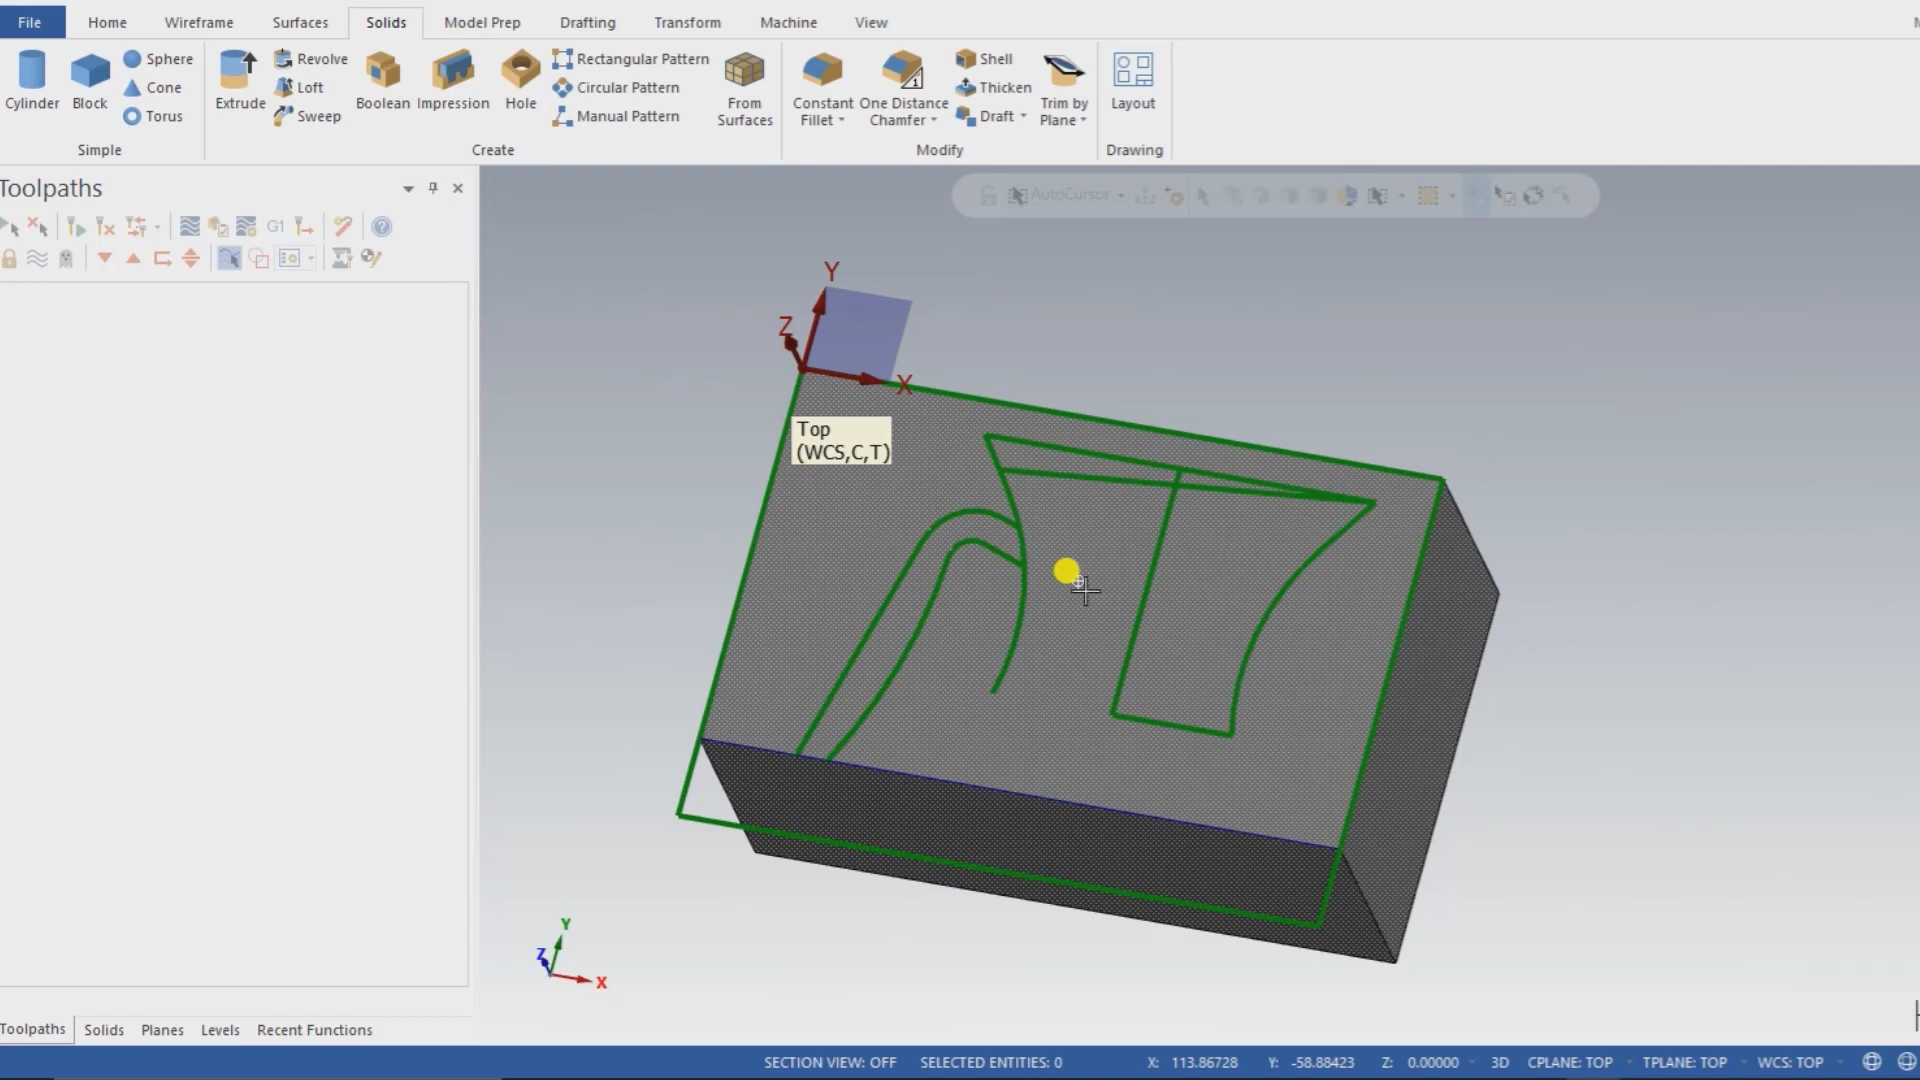 File Home Wireframe Surfaces Solids Model Prep Drafting Transform Machine View
Cylinder Block Sphere Cone Torus
Simple
Extrude Revolve Loft Sweep Boolean Impression Hole Rectangular Pattern Circular Pattern Manual Pattern From Surfaces
Create
Constant Fillet One Distance Chamfer Shell Thicken Draft Trim by Plane
Modify
Layout
Drawing
Toolpaths
G1
AutoCursor
Y
Z
X
Top
(WCS,C,T)
Y
Z
X
Toolpaths Solids Planes Levels Recent Functions
SECTION VIEW: OFF SELECTED ENTITIES: 0 X: 113.86728 Y: -58.88423 Z: 0.00000 3D CPLANE: TOP TPLANE: TOP WCS: TOP